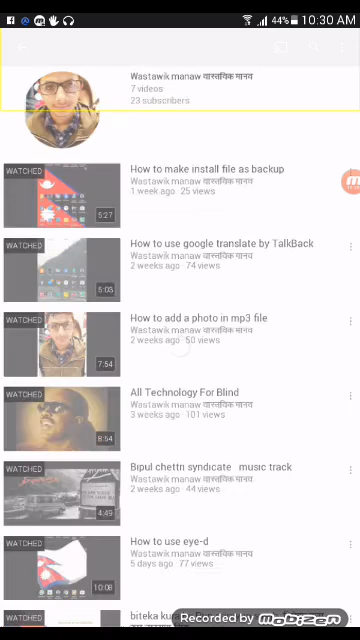 44% 10:30 AM
Wastawik manaw वास्तविक मानव
7 videos
23 subscribers
WATCHED
How to make install file as backup
Wastawik manaw वास्तविक मानव
1 week ago · 25 views
5:27
WATCHED
How to use google translate by TalkBack
Wastawik manaw वास्तविक मानव
2 weeks ago · 74 views
5:03
WATCHED
How to add a photo in mp3 file
Wastawik manaw वास्तविक मानव
2 weeks ago · 50 views
7:54
WATCHED
All Technology For Blind
Wastawik manaw वास्तविक मानव
3 weeks ago · 101 views
8:54
WATCHED
Bipul chettri syndicate music track
Wastawik manaw वास्तविक मानव
2 weeks ago · 44 views
4:49
WATCHED
How to use eye-d
Wastawik manaw वास्तविक मानव
5 days ago · 77 views
10:08
WATCHED
biteka
Recorded by MOBIZEN